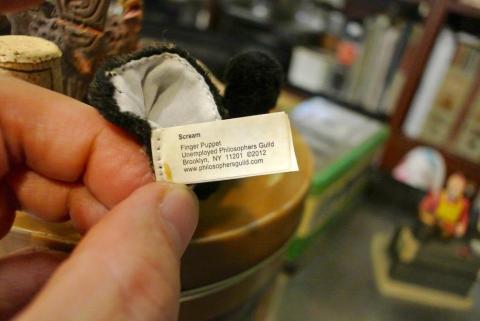 Scream
Finger Puppet
Unemployed Philosophers Guild
Brooklyn, NY 11201 ©2012
www.philosophersguild.com